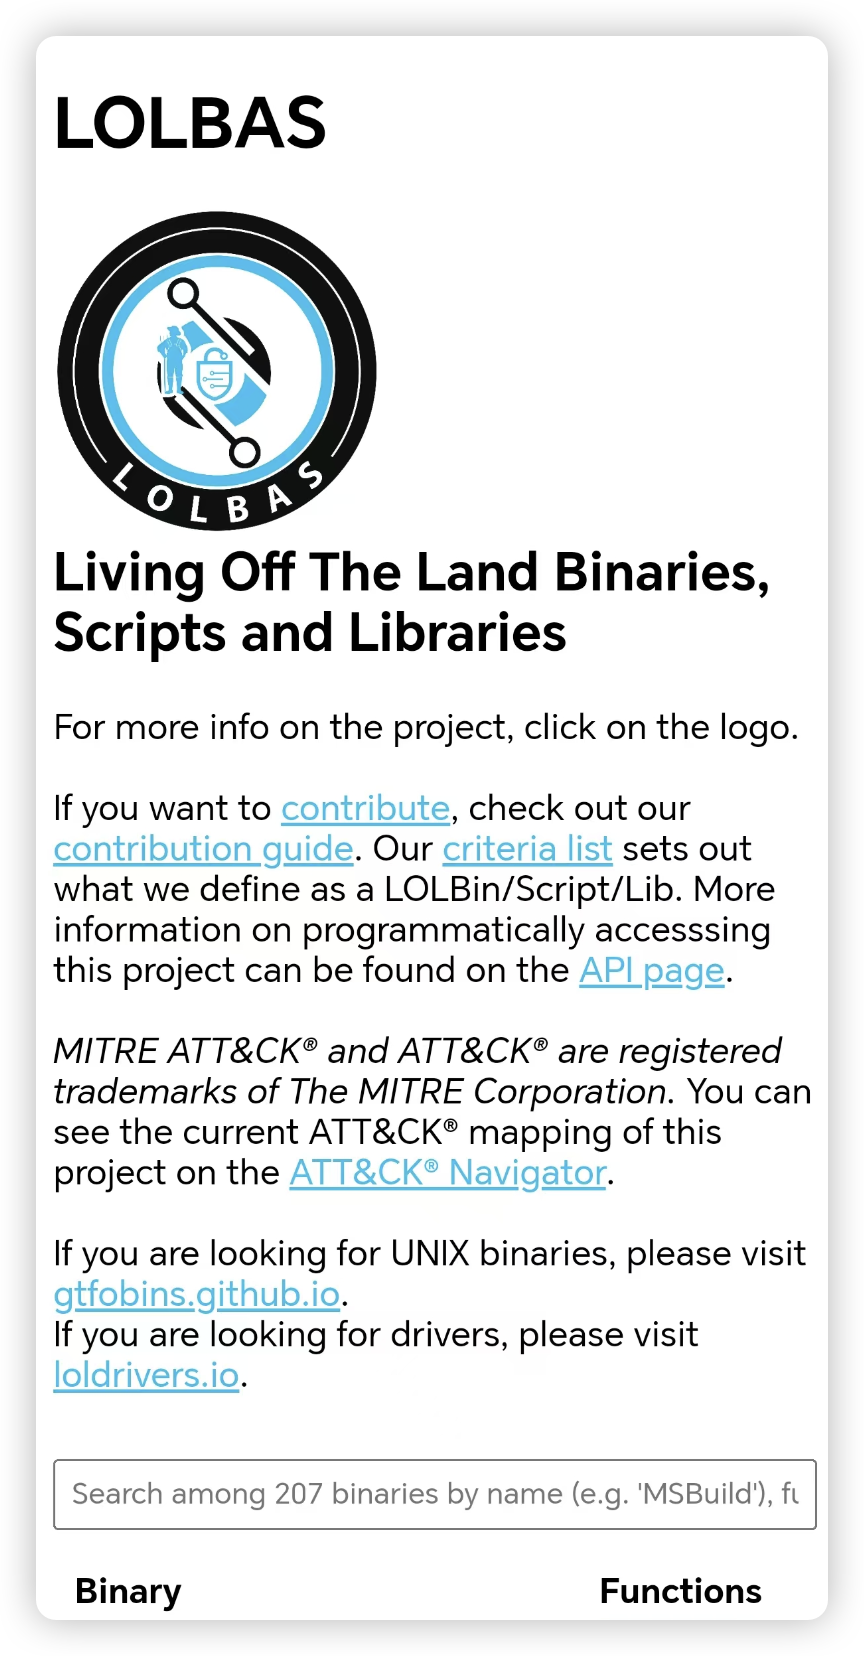 LOLBAS
LOLBAS
Living Off The Land Binaries,
Scripts and Libraries
For more info on the project, click on the logo.
If you want to contribute, check out our
contribution guide. Our criteria list sets out
what we define as a LOLBin/Script/Lib. More
information on programmatically accesssing
this project can be found on the API page.
MITRE ATT&CK® and ATT&CK® are registered
trademarks of The MITRE Corporation. You can
see the current ATT&CK® mapping of this
project on the ATT&CK® Navigator.
If you are looking for UNIX binaries, please visit
gtfobins.github.io.
If you are looking for drivers, please visit
loldrivers.io.
Search among 207 binaries by name (e.g. 'MSBuild'),
Binary Functions